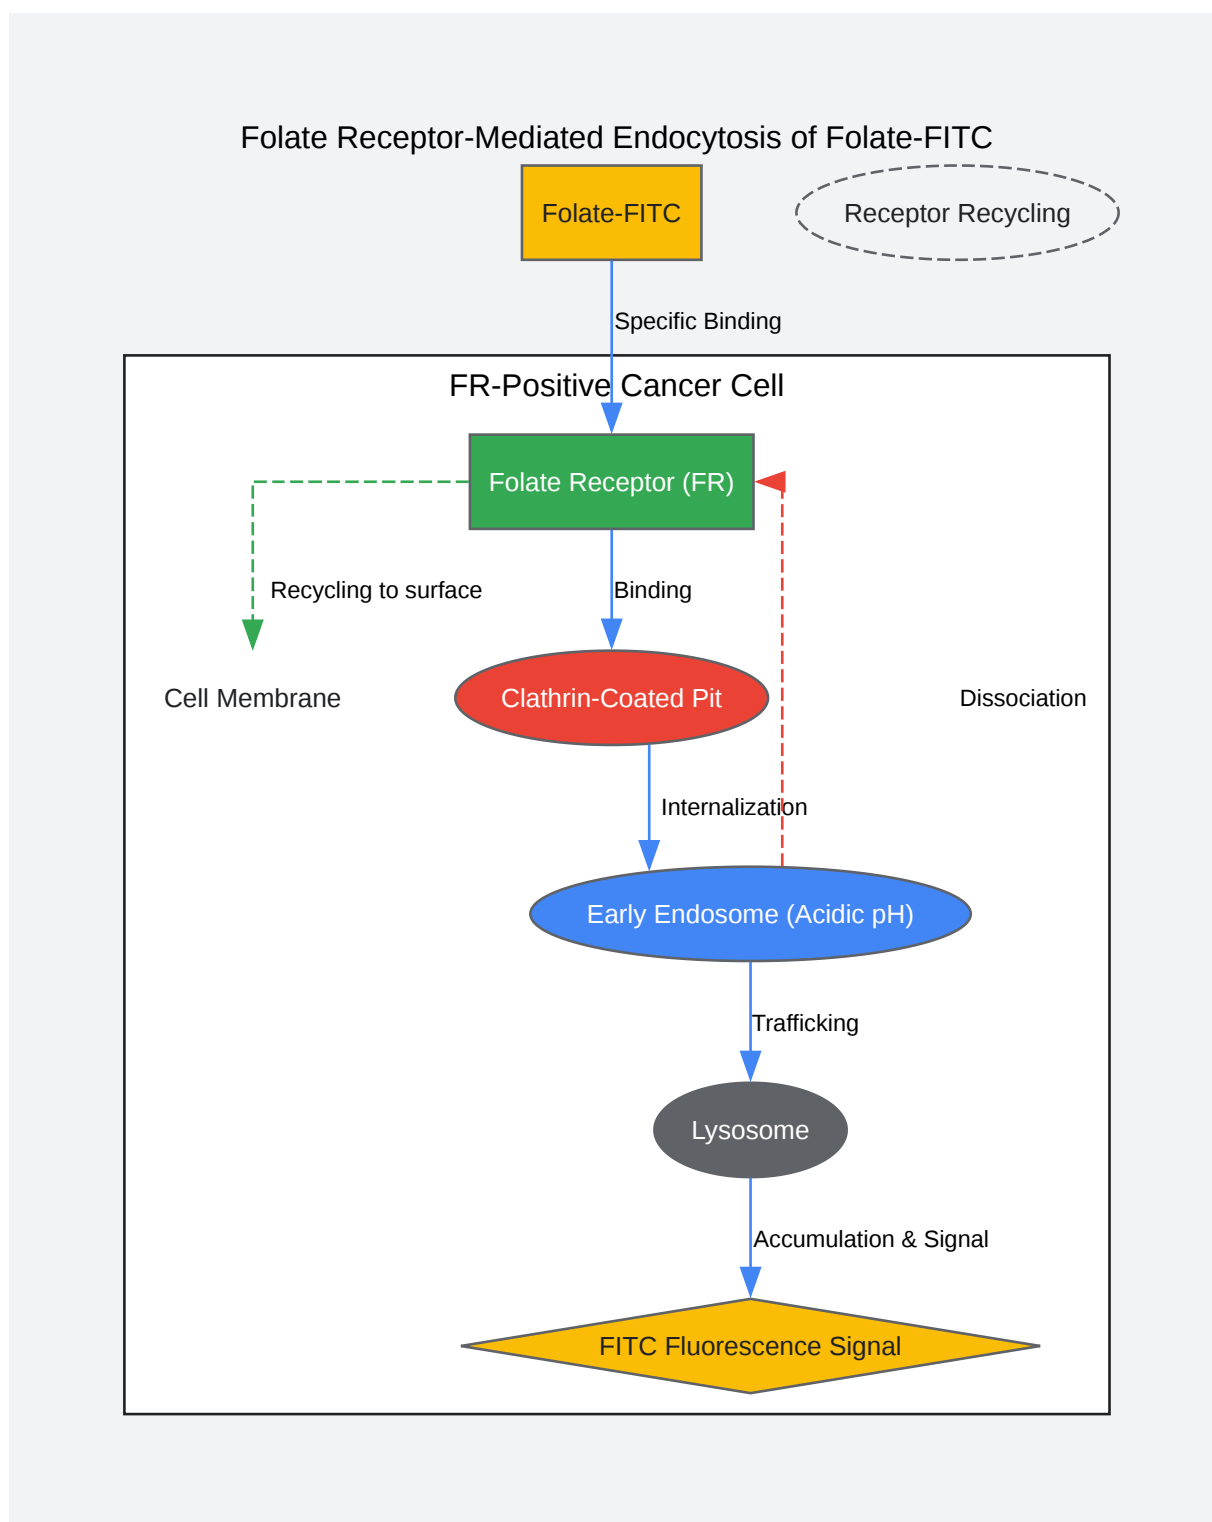 Folate Receptor-Mediated Endocytosis of Folate-FITC
Folate-FITC
Receptor Recycling
Specific Binding
FR-Positive Cancer Cell
Folate Receptor (FR)
Recycling to surface
Binding
Cell Membrane
Clathrin-Coated Pit
Dissociation
Internalization
Early Endosome (Acidic pH)
Trafficking
Lysosome
Accumulation & Signal
FITC Fluorescence Signal